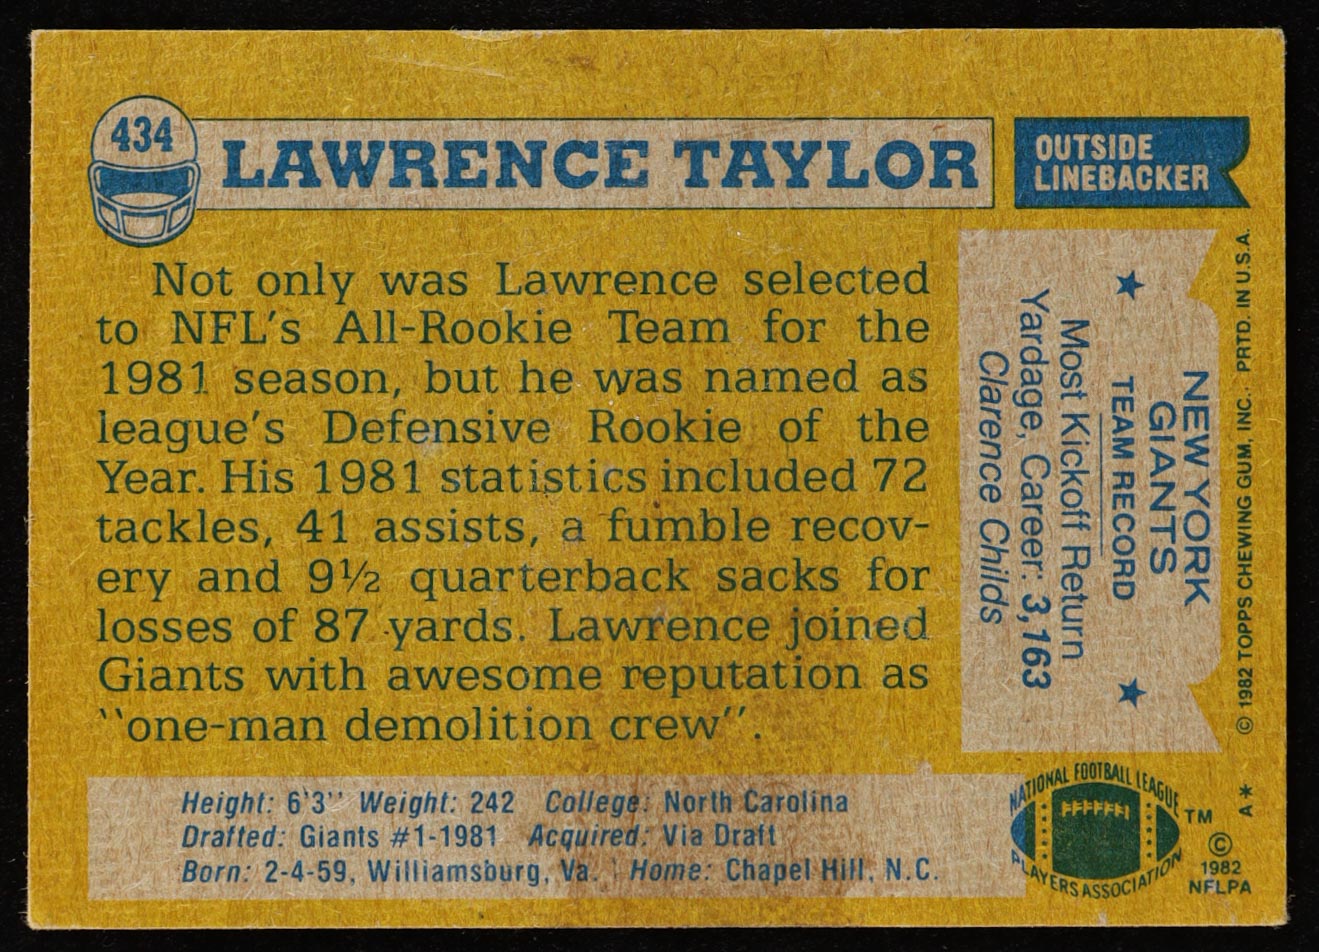 434
LAWRENCE TAYLOR
OUTSIDE
LINEBACKER
Not only was Lawrence selected
to NFL's All-Rookie Team for the
1981 season, but he was named as
league's Defensive Rookie of the
Year. His 1981 statistics included 72
tackles, 41 assists, a fumble recov-
ery and 9½ quarterback sacks for
losses of 87 yards. Lawrence joined
Giants with awesome reputation as
``one-man demolition crew''.
NEW YORK
GIANTS
★ TEAM RECORD ★
Most Kickoff Return
Yardage, Career: 3,163
Clarence Childs
© 1982 TOPPS CHEWING GUM, INC. PRTD. IN U.S.A.
Height: 6'3'' Weight: 242 College: North Carolina
Drafted: Giants #1-1981 Acquired: Via Draft
Born: 2-4-59, Williamsburg, Va. Home: Chapel Hill, N.C.
NATIONAL FOOTBALL LEAGUE
PLAYERS ASSOCIATION
TM
A*
©
1982
NFLPA